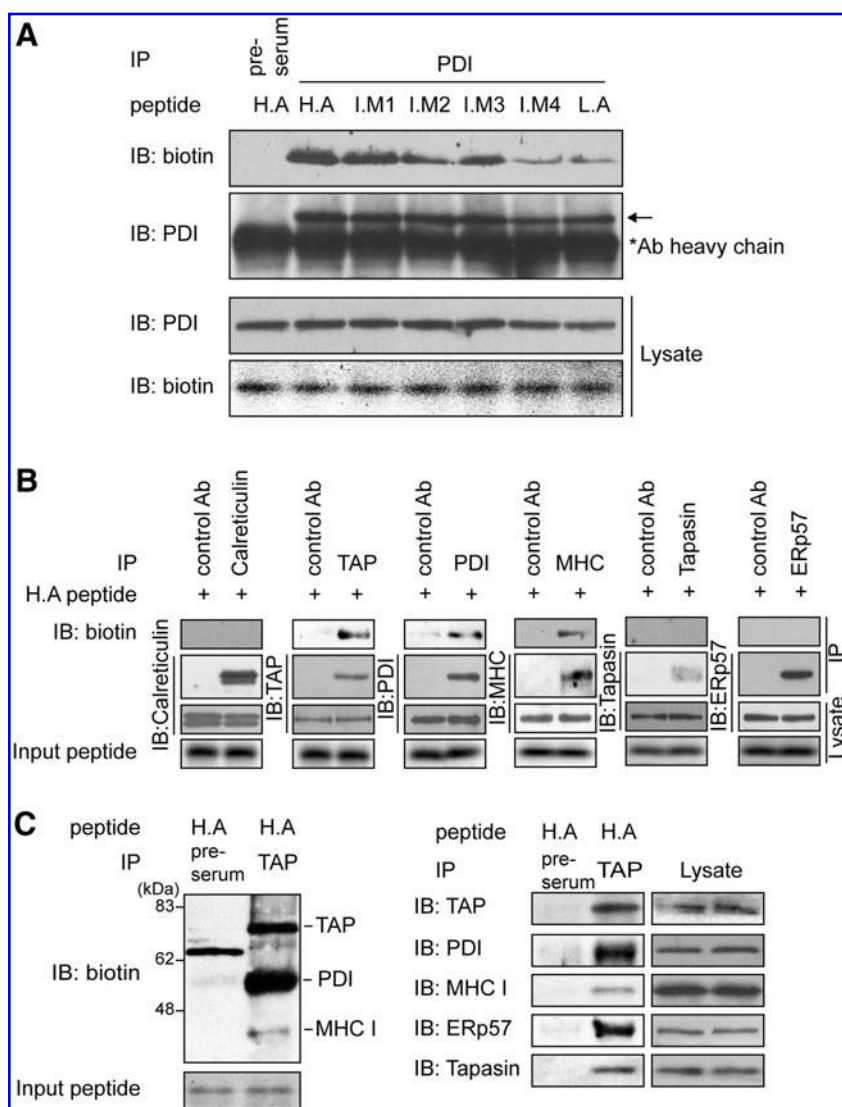 A
IP pre-serum PDI
peptide H.A H.A I.M1 I.M2 I.M3 I.M4 L.A
IB: biotin
IB: PDI
*Ab heavy chain
IB: PDI
IB: biotin
Lysate
B
IP control Ab Calreticulin control Ab TAP control Ab PDI control Ab MHC control Ab Tapasin control Ab ERp57
H.A peptide + + + + + + + + + + + +
IB: biotin
IB:Calreticulin IB:TAP IB:PDI IB:MHC IB:Tapasin IB:ERp57
IP
Lysate
Input peptide
C
peptide H.A H.A
IP pre-serum TAP
(kDa)
83
TAP
62
IB: biotin
PDI
48
MHC I
Input peptide
peptide H.A H.A
IP pre-serum TAP Lysate
IB: TAP
IB: PDI
IB: MHC I
IB: ERp57
IB: Tapasin